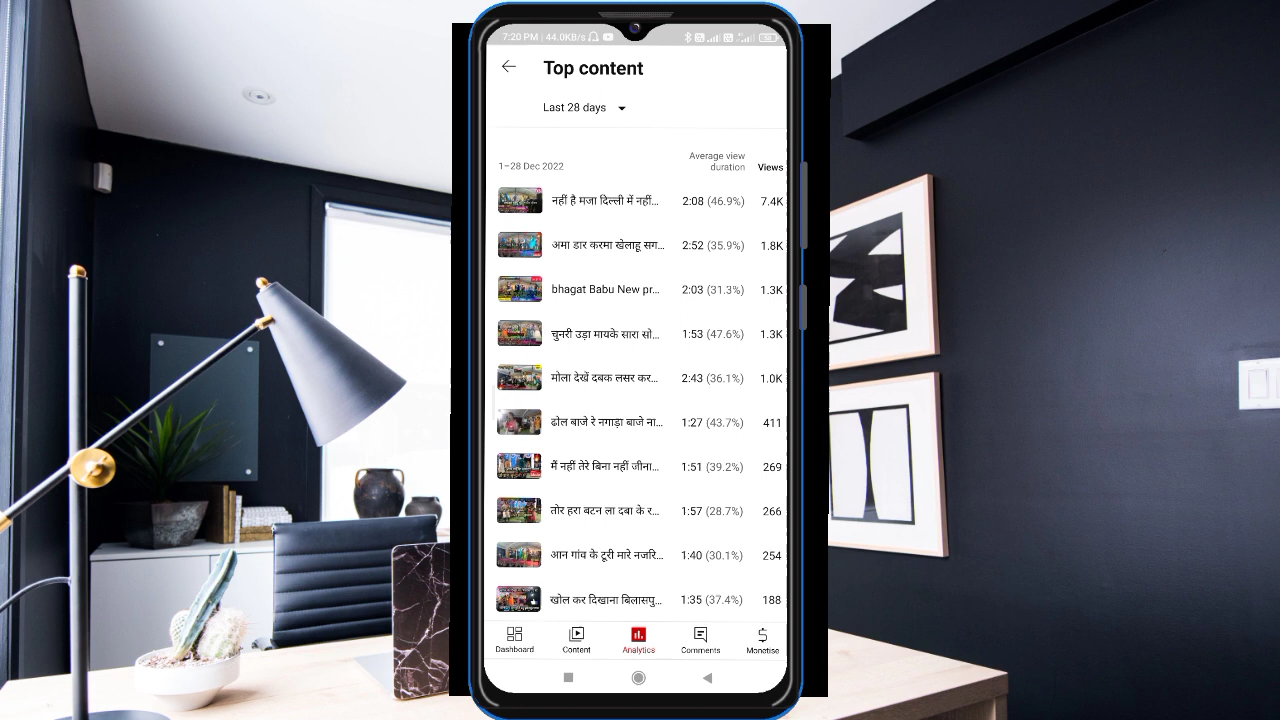 7:20 PM | 44.0KB/s
Top content
Last 28 days
1–28 Dec 2022
Average view duration
Views
नहीं है मजा दिल्ली में नहीं... 2:08 (46.9%) 7.4K
अमा डार करमा खेलाहू सग... 2:52 (35.9%) 1.8K
bhagat Babu New pr... 2:03 (31.3%) 1.3K
चुनरी उड़ा मायके सारा सो... 1:53 (47.6%) 1.3K
मोला देखें दबक लसर कर... 2:43 (36.1%) 1.0K
ढोल बाजे रे नगाड़ा बाजे ना... 1:27 (43.7%) 411
मैं नहीं तेरे बिना नहीं जीना... 1:51 (39.2%) 269
तोर हरा बटन ला दबा के र... 1:57 (28.7%) 266
आन गांव के टूरी मारे नजरि... 1:40 (30.1%) 254
खोल कर दिखाना बिलासपु... 1:35 (37.4%) 188
Dashboard Content Analytics Comments Monetise